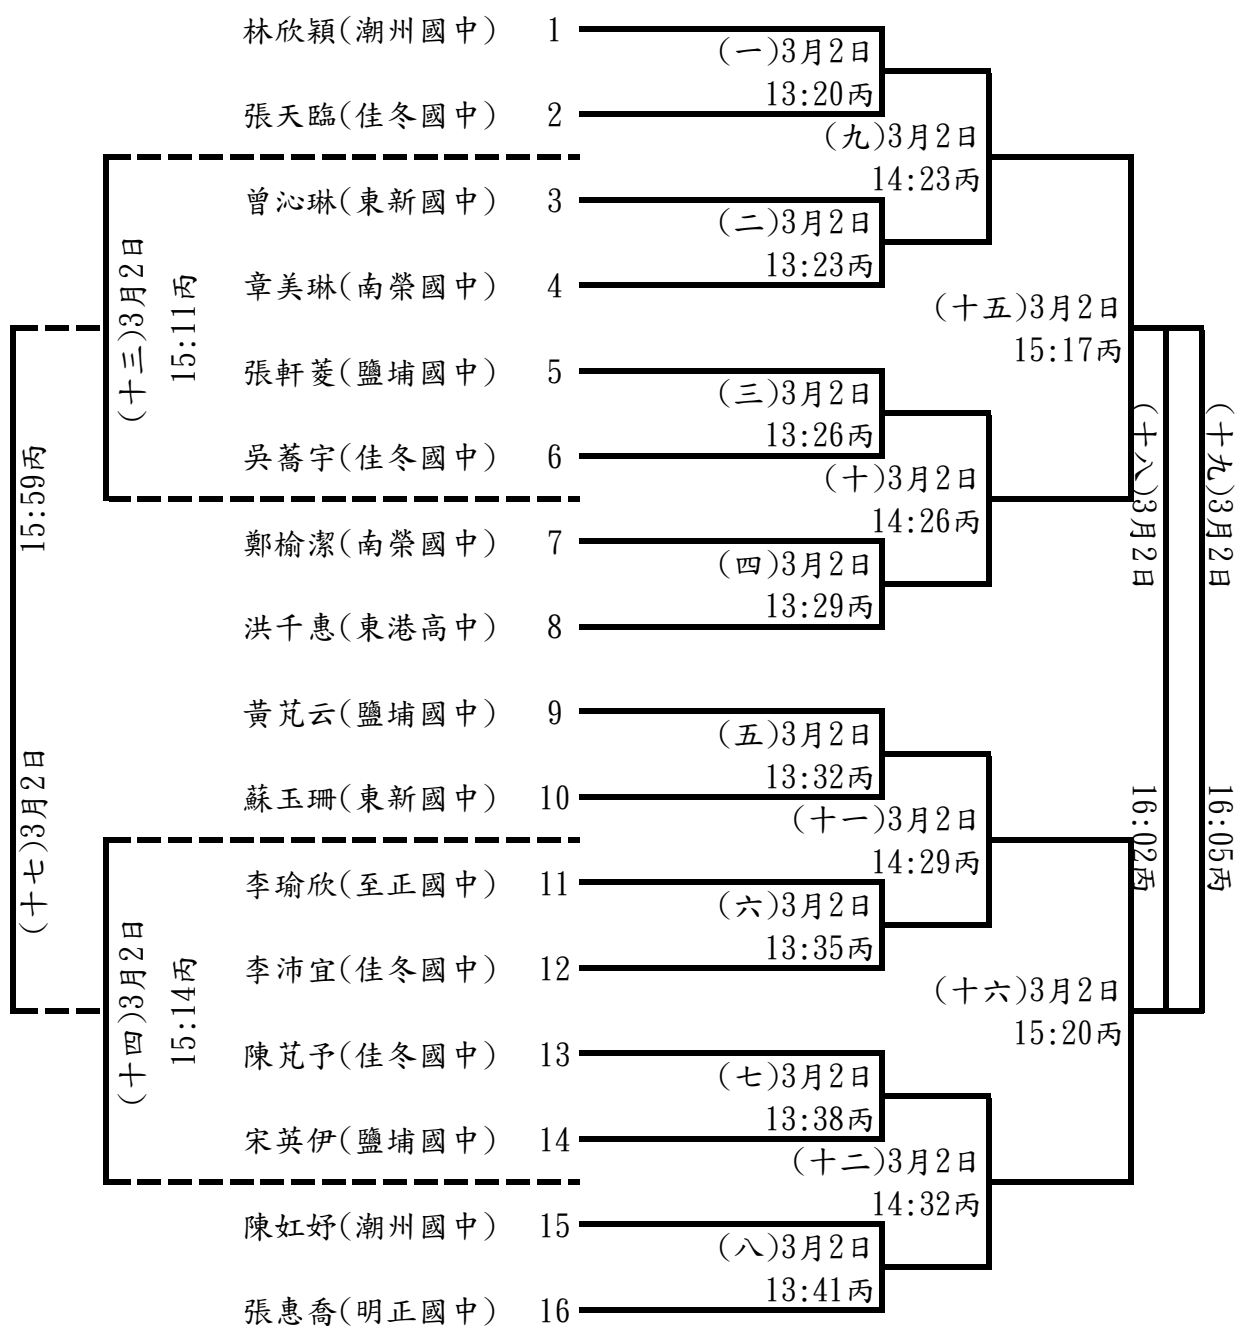 林欣穎(潮州國中) 1
(一)3月2日
13:20丙
張天臨(佳冬國中) 2
(九)3月2日
14:23丙
曾沁琳(東新國中) 3
(二)3月2日
13:23丙
章美琳(南榮國中) 4
(十三)3月2日
15:11丙
(十五)3月2日
15:17丙
張軒菱(鹽埔國中) 5
(三)3月2日
13:26丙
吳蕎宇(佳冬國中) 6
(十)3月2日
14:26丙
鄭榆潔(南榮國中) 7
(四)3月2日
13:29丙
洪千惠(東港高中) 8
(十七)3月2日
15:59丙
(十八)3月2日
16:02丙
(十九)3月2日
16:05丙
黃芃云(鹽埔國中) 9
(五)3月2日
13:32丙
蘇玉珊(東新國中) 10
(十一)3月2日
14:29丙
李瑜欣(至正國中) 11
(六)3月2日
13:35丙
李沛宜(佳冬國中) 12
(十四)3月2日
15:14丙
(十六)3月2日
15:20丙
陳芃予(佳冬國中) 13
(七)3月2日
13:38丙
宋英伊(鹽埔國中) 14
(十二)3月2日
14:32丙
陳虹妤(潮州國中) 15
(八)3月2日
13:41丙
張惠喬(明正國中) 16